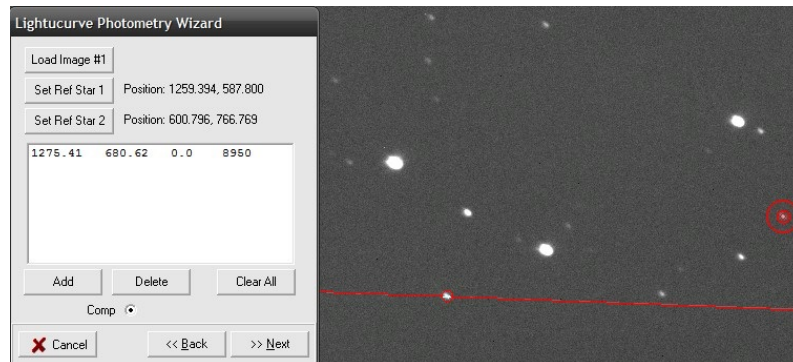 Lightucurve Photometry Wizard
Load Image #1
Set Ref Star 1 Position: 1259.394, 587.800
Set Ref Star 2 Position: 600.796, 766.769
1275.41 680.62 0.0 8950
Add Delete Clear All
Comp
Cancel << Back >> Next